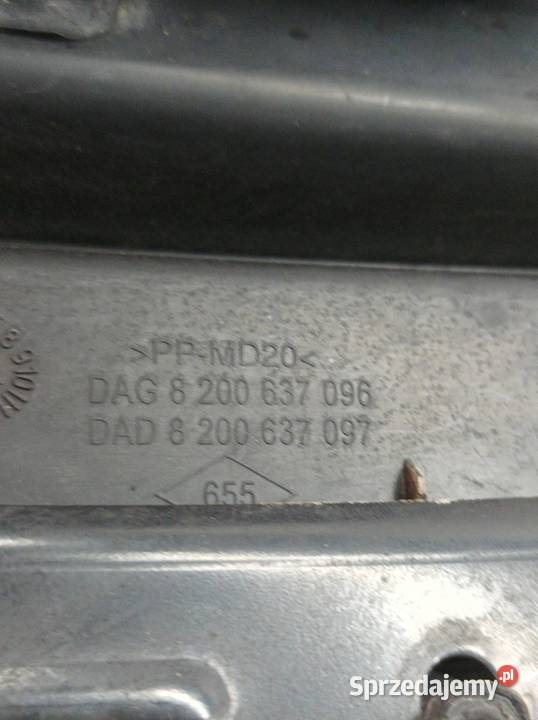 >PP-MD20<
DAG 8 200 637 096
DAD 8 200 637 097
655
Sprzedajemy.pl